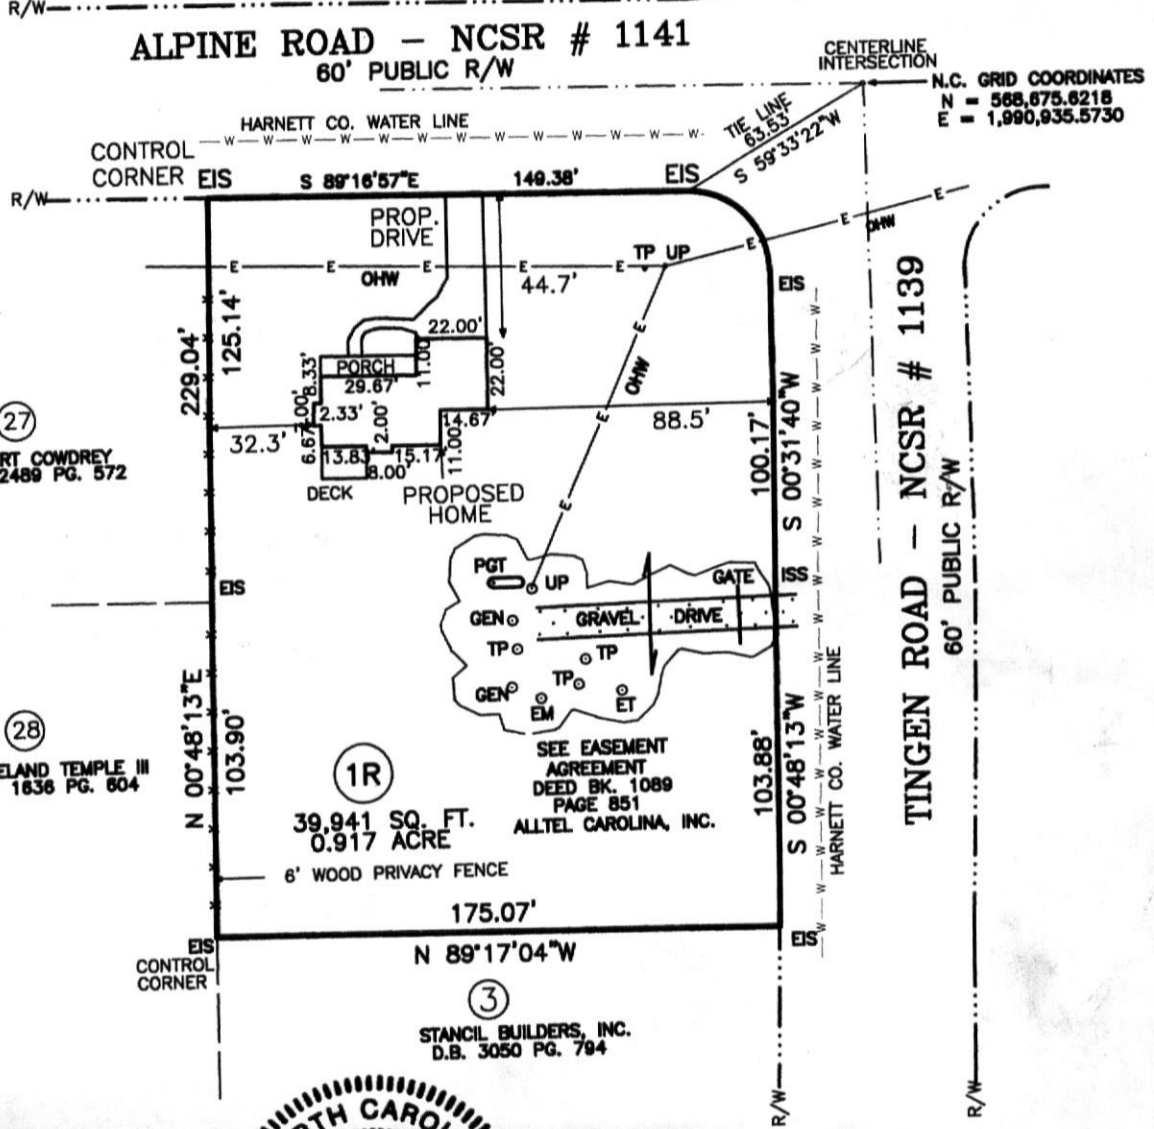 R/W
ALPINE ROAD – NCSR # 1141
60' PUBLIC R/W
CENTERLINE
INTERSECTION
N.C. GRID COORDINATES
N = 568,675.6218
E = 1,990,935.5730
TIE LINE
63.53'
S 59°33'22"W
HARNETT CO. WATER LINE
W W W W W W W W W W
CONTROL
CORNER
EIS
S 89°16'57"E
149.38'
EIS
R/W
PROP.
DRIVE
E E E E E
OHW
TP UP
E E E
OHW
44.7'
EIS
229.04'
125.14'
22.00'
11.00'
22.00'
PORCH
29.67'
8.33'
2.33'
6.67'
2.00'
14.67'
13.83'
15.17'
11.00'
8.00'
DECK
PROPOSED
HOME
32.3'
88.5'
E E E
OHW
100.17'
S 00°31'40"W
TINGEN ROAD – NCSR # 1139
60' PUBLIC R/W
27
RT COWDREY
2489 PG. 572
EIS
PGT
UP
GEN
GRAVEL DRIVE
GATE
ISS
TP
TP
TP
GEN
EM
ET
28
ELAND TEMPLE III
1636 PG. 604
N 00°48'13"E
103.90'
1R
39,941 SQ. FT.
0.917 ACRE
SEE EASEMENT
AGREEMENT
DEED BK. 1089
PAGE 851
ALLTEL CAROLINA, INC.
103.88'
S 00°48'13"W
HARNETT CO. WATER LINE
6' WOOD PRIVACY FENCE
175.07'
N 89°17'04"W
EIS
CONTROL
CORNER
EIS
3
STANCIL BUILDERS, INC.
D.B. 3050 PG. 794
R/W
R/W
RTH CAROL